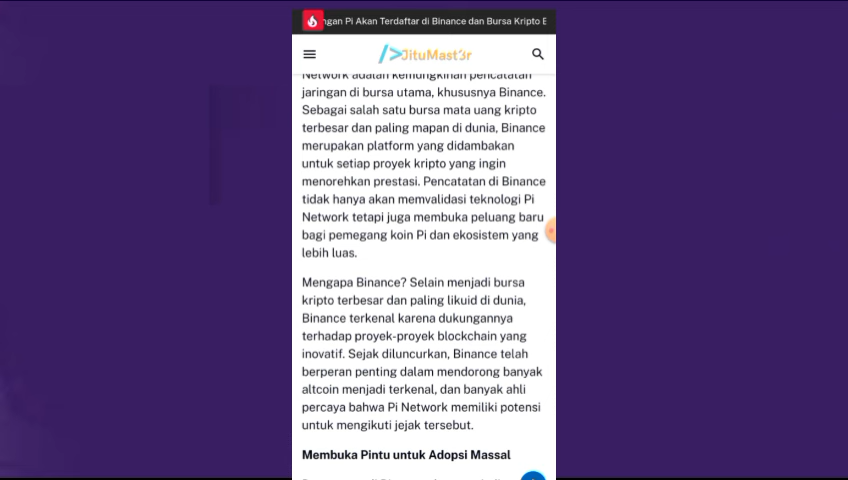 ngan Pi Akan Terdaftar di Binance dan Bursa Kripto
JituMast3r
Network adalah kemungkinan pencatatan
jaringan di bursa utama, khususnya Binance.
Sebagai salah satu bursa mata uang kripto
terbesar dan paling mapan di dunia, Binance
merupakan platform yang didambakan
untuk setiap proyek kripto yang ingin
menorehkan prestasi. Pencatatan di Binance
tidak hanya akan memvalidasi teknologi Pi
Network tetapi juga membuka peluang baru
bagi pemegang koin Pi dan ekosistem yang
lebih luas.
Mengapa Binance? Selain menjadi bursa
kripto terbesar dan paling likuid di dunia,
Binance terkenal karena dukungannya
terhadap proyek-proyek blockchain yang
inovatif. Sejak diluncurkan, Binance telah
berperan penting dalam mendorong banyak
altcoin menjadi terkenal, dan banyak ahli
percaya bahwa Pi Network memiliki potensi
untuk mengikuti jejak tersebut.
Membuka Pintu untuk Adopsi Massal